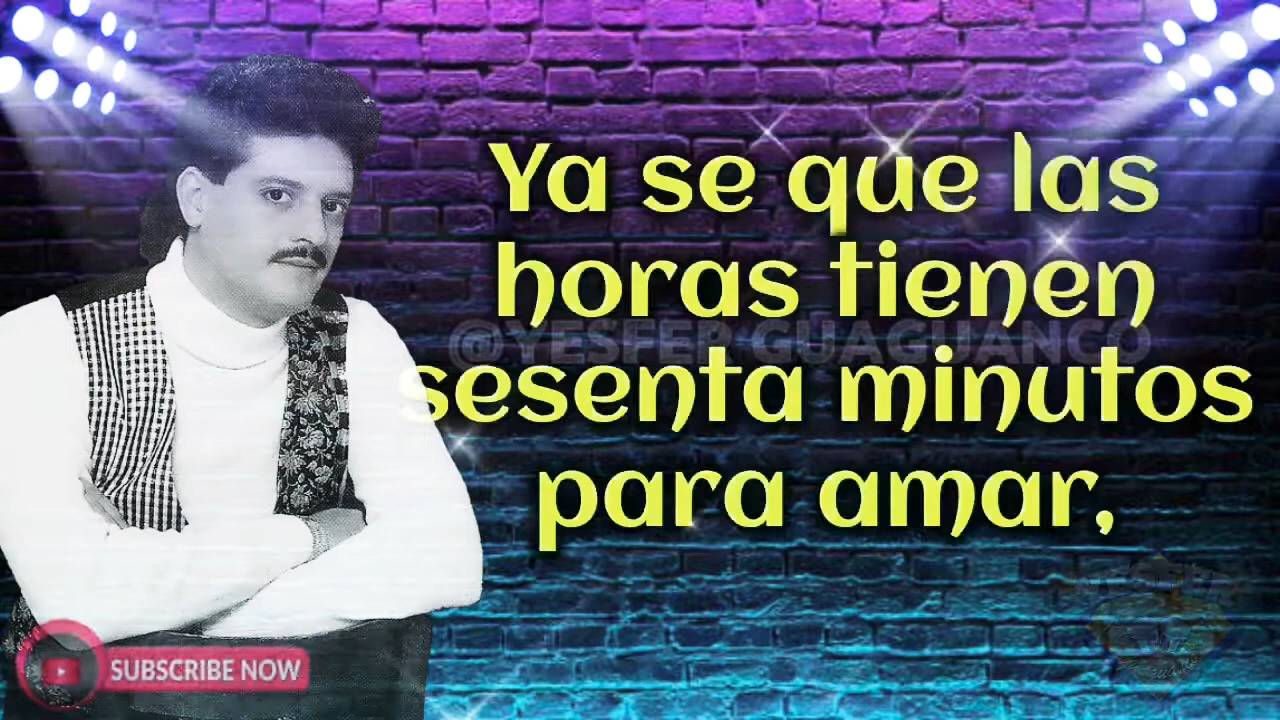 Ya se que las
horas tienen
@YESFER GUAGUANCO
sesenta minutos
para amar,
SUBSCRIBE NOW